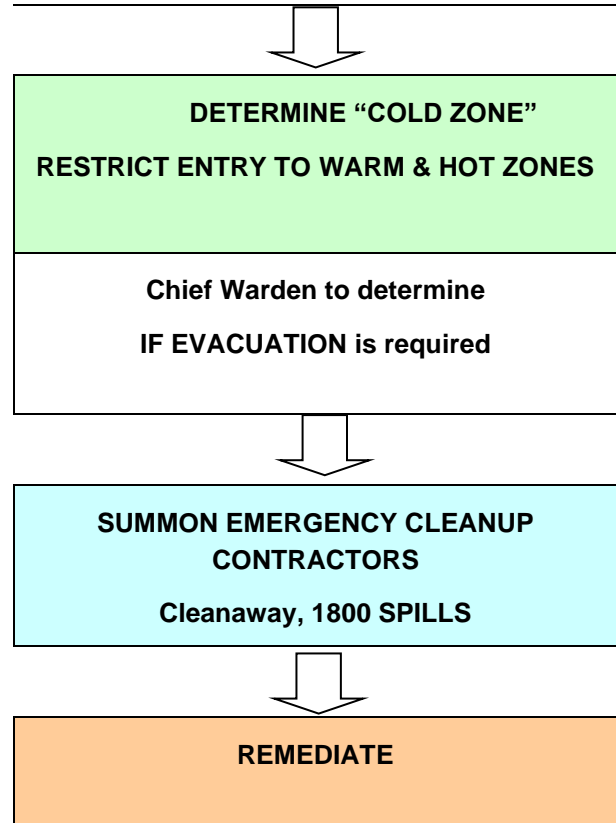 DETERMINE “COLD ZONE”
RESTRICT ENTRY TO WARM & HOT ZONES
Chief Warden to determine
IF EVACUATION is required
SUMMON EMERGENCY CLEANUP
CONTRACTORS
Cleanaway, 1800 SPILLS
REMEDIATE